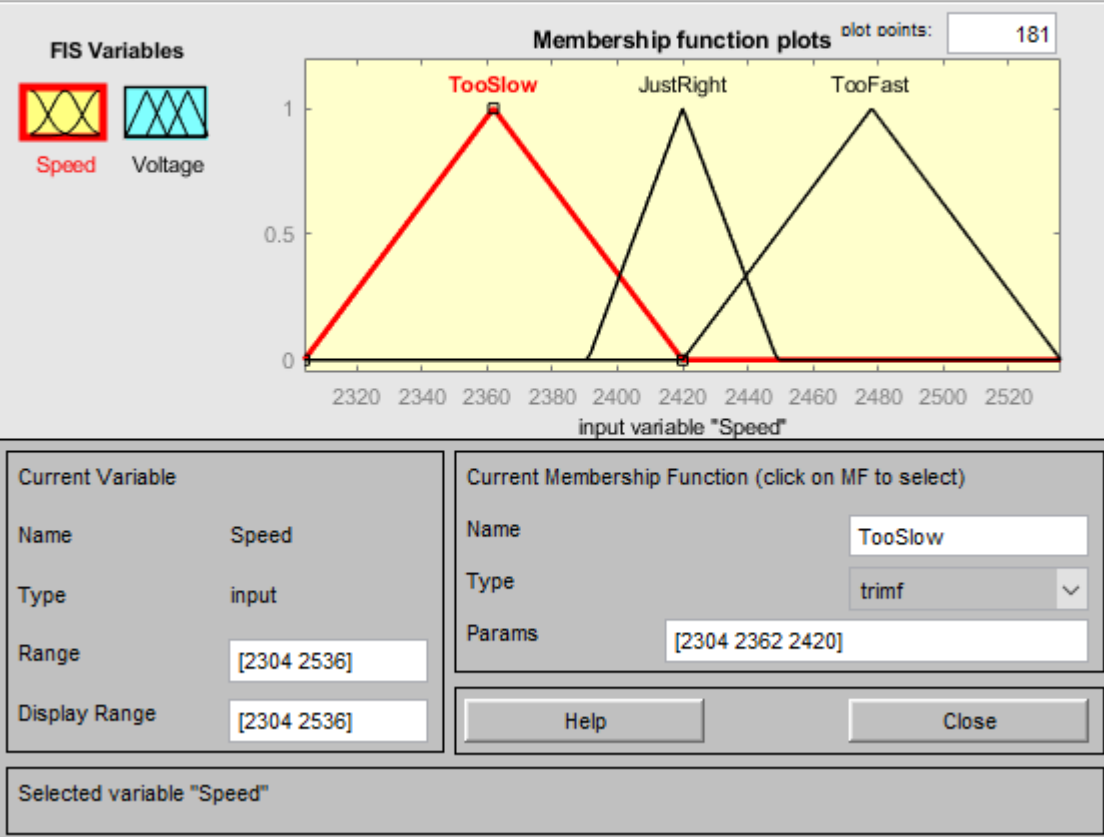 FIS Variables
Speed
Voltage
Membership function plots
plot points:
181
TooSlow
JustRight
TooFast
1
0.5
0
2320 2340 2360 2380 2400 2420 2440 2460 2480 2500 2520
input variable "Speed"
Current Variable
Name Speed
Type input
Range [2304 2536]
Display Range [2304 2536]
Current Membership Function (click on MF to select)
Name TooSlow
Type trimf
Params [2304 2362 2420]
Help
Close
Selected variable "Speed"